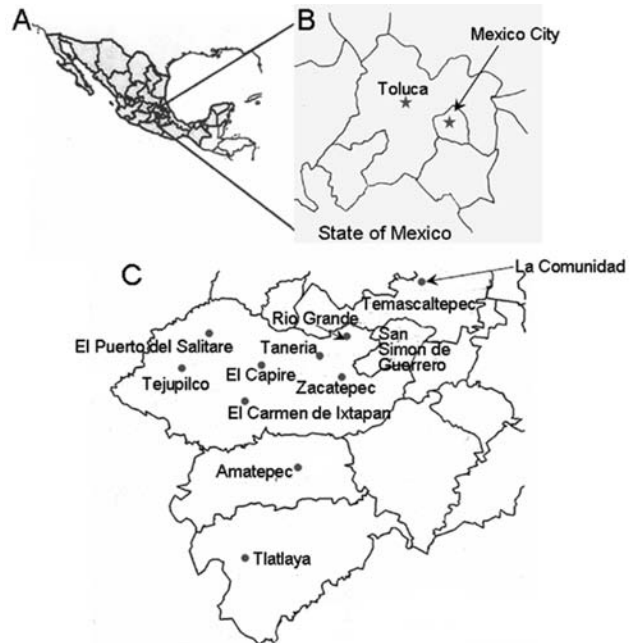 A
B
Mexico City
Toluca
State of Mexico
C
La Comunidad
Temascaltepec
Rio Grande
San
Simon de
Guerrero
El Puerto del Salitare
Taneria
Tejupilco
El Capire
Zacatepec
El Carmen de Ixtapan
Amatepec
Tlatlaya